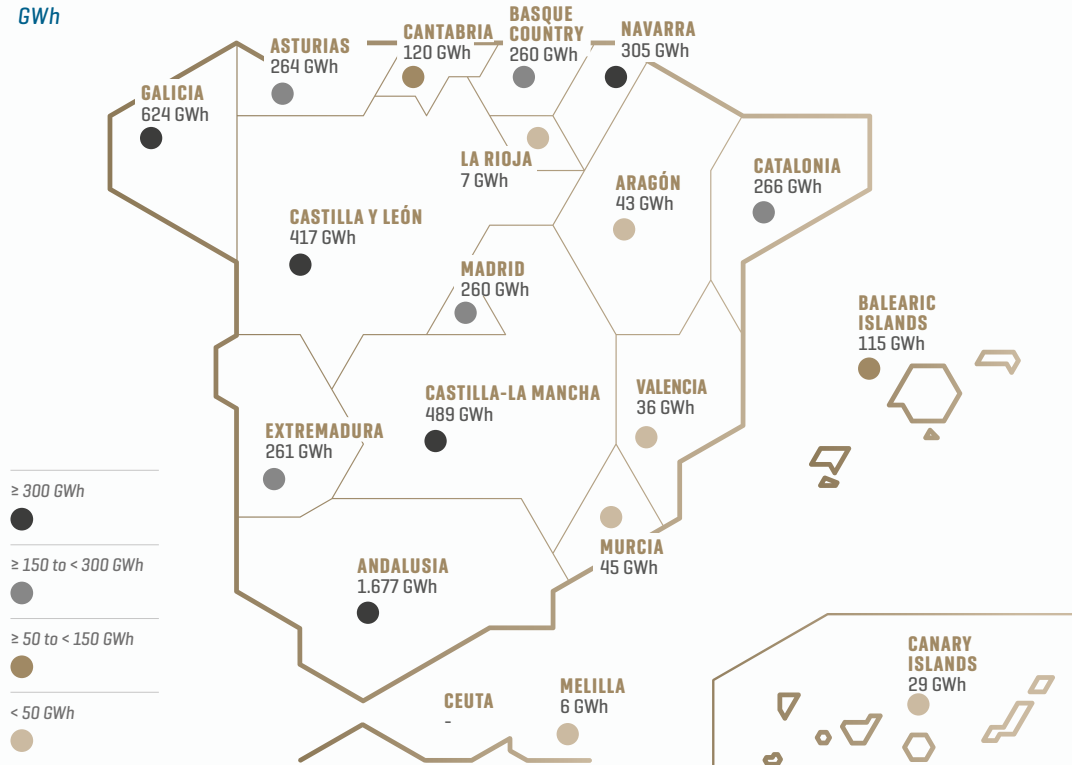 GWh
ASTURIAS
264 GWh
CANTABRIA
120 GWh
BASQUE
COUNTRY
260 GWh
NAVARRA
305 GWh
GALICIA
624 GWh
LA RIOJA
7 GWh
ARAGÓN
43 GWh
CATALONIA
266 GWh
CASTILLA Y LEÓN
417 GWh
MADRID
260 GWh
BALEARIC
ISLANDS
115 GWh
CASTILLA-LA MANCHA
489 GWh
VALENCIA
36 GWh
EXTREMADURA
261 GWh
≥ 300 GWh
≥ 150 to < 300 GWh
≥ 50 to < 150 GWh
< 50 GWh
MURCIA
45 GWh
ANDALUSIA
1.677 GWh
CEUTA
-
MELILLA
6 GWh
CANARY
ISLANDS
29 GWh